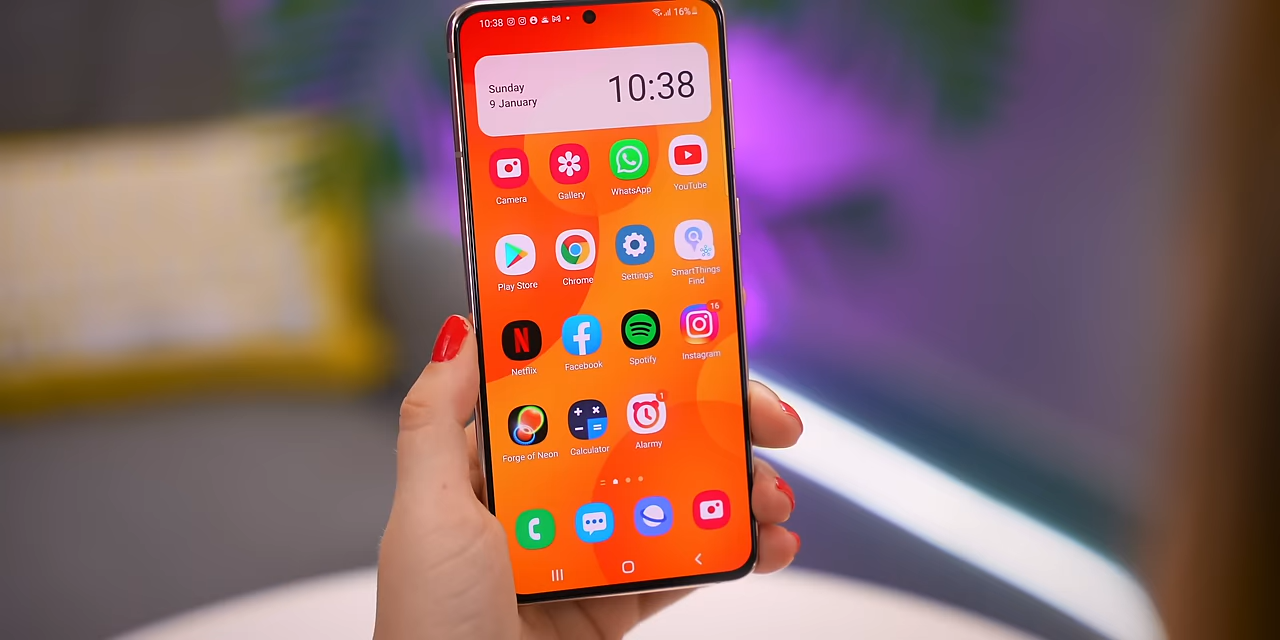 10:38
16%
Sunday
9 January
10:38
Camera
Gallery
WhatsApp
YouTube
Play Store
Chrome
Settings
SmartThings
Find
N
Netflix
Facebook
Spotify
16
Instagram
Forge of Neon
Calculator
1
Alarmy